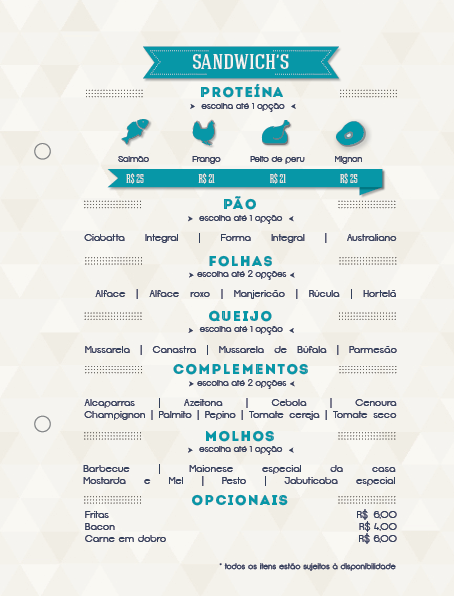 SANDWICH'S
PROTEÍNA
escolha até 1 opção
Salmão Frango Peito de peru Mignon
R$ 25 R$ 21 R$ 21 R$ 25
PÃO
escolha até 1 opção
Ciabatta Integral | Forma Integral | Australiano
FOLHAS
escolha até 2 opções
Alface | Alface roxo | Manjericão | Rúcula | Hortelã
QUEIJO
escolha até 1 opção
Mussarela | Canastra | Mussarela de Búfala | Parmesão
COMPLEMENTOS
escolha até 2 opções
Alcaparras | Azeitona | Cebola | Cenoura
Champignon | Palmito | Pepino | Tomate cereja | Tomate seco
MOLHOS
escolha até 1 opção
Barbecue | Maionese especial da casa
Mostarda e Mel | Pesto | Jabuticaba especial
OPCIONAIS
Fritas R$ 6,00
Bacon R$ 4,00
Carne em dobro R$ 6,00
* todos os itens estão sujeitos à disponibilidade